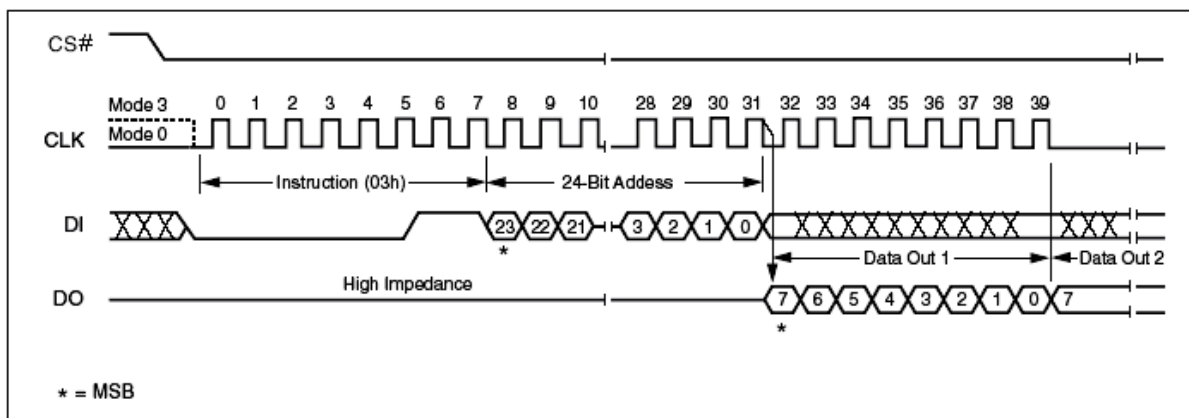 CS#
Mode 3
0 1 2 3 4 5 6 7 8 9 10 28 29 30 31 32 33 34 35 36 37 38 39
CLK
Mode 0
Instruction (03h)
24-Bit Addess
DI
23 22 21 3 2 1 0
*
Data Out 1
Data Out 2
High Impedance
DO
7 6 5 4 3 2 1 0 7
*
* = MSB